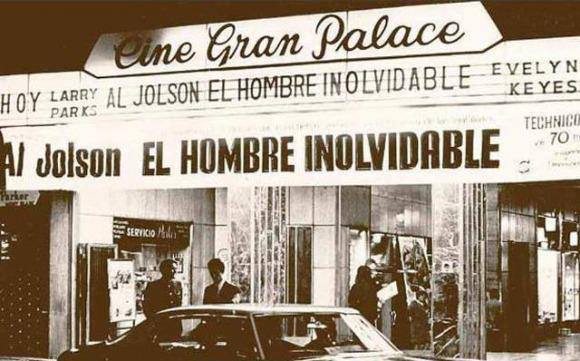 Cine Gran Palace
HOY LARRY PARKS AL JOLSON EL HOMBRE INOLVIDABLE EVELYN KEYES
Al Jolson EL HOMBRE INOLVIDABLE
TECHNICO
70
SERVICIO
Parker